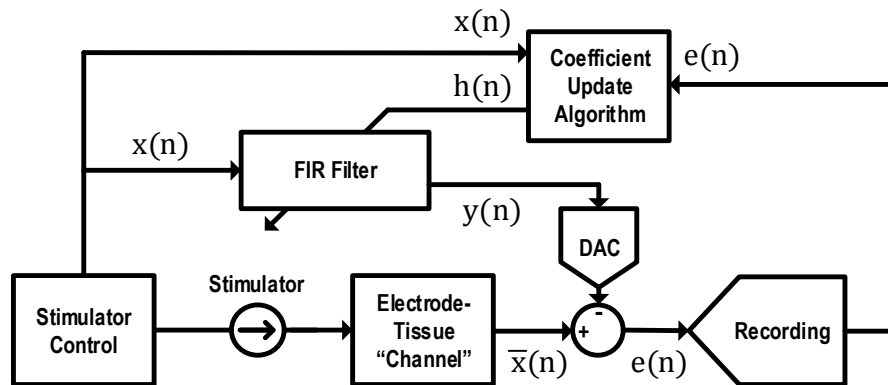 x(n)
Coefficient
Update
Algorithm
e(n)
h(n)
x(n)
FIR Filter
y(n)
DAC
Stimulator
Stimulator
Control
Electrode-
Tissue
“Channel”
-
+
x̅(n)
e(n)
Recording